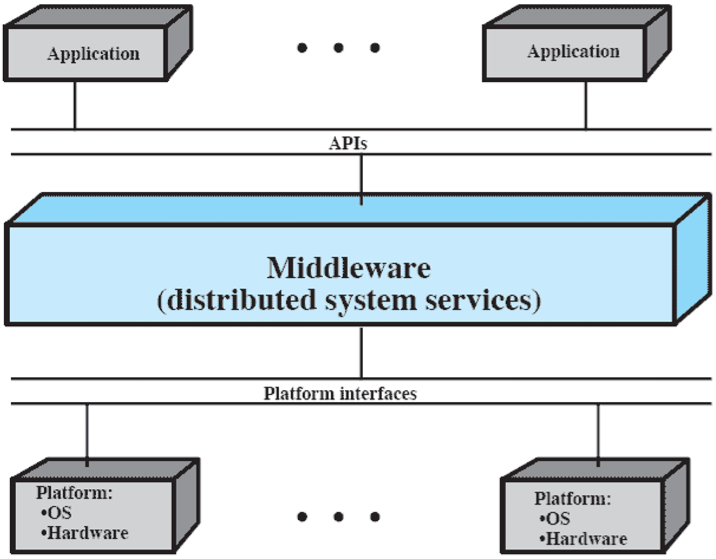 Application
Application
APIs
Middleware
(distributed system services)
Platform interfaces
Platform:
•OS
•Hardware
Platform:
•OS
•Hardware